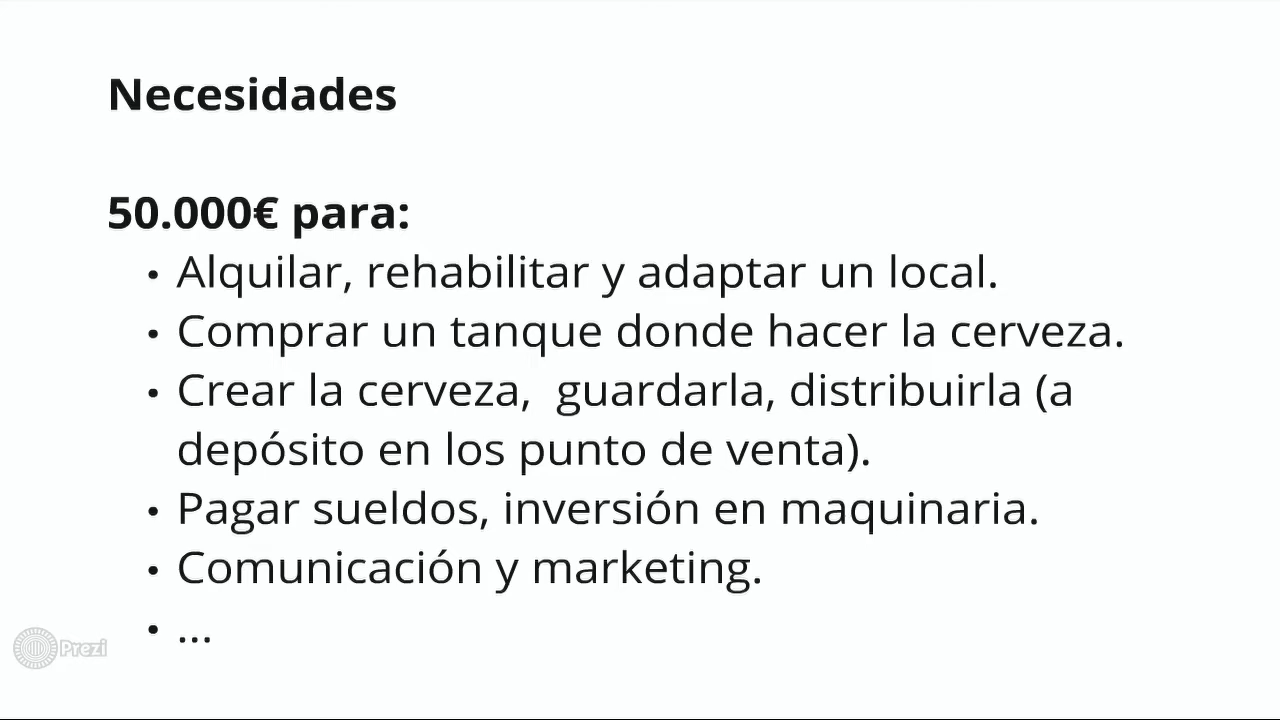 Necesidades
50.000€ para:
• Alquilar, rehabilitar y adaptar un local.
• Comprar un tanque donde hacer la cerveza.
• Crear la cerveza,  guardarla, distribuirla (a
depósito en los punto de venta).
• Pagar sueldos, inversión en maquinaria.
• Comunicación y marketing.
• ...
Prezi